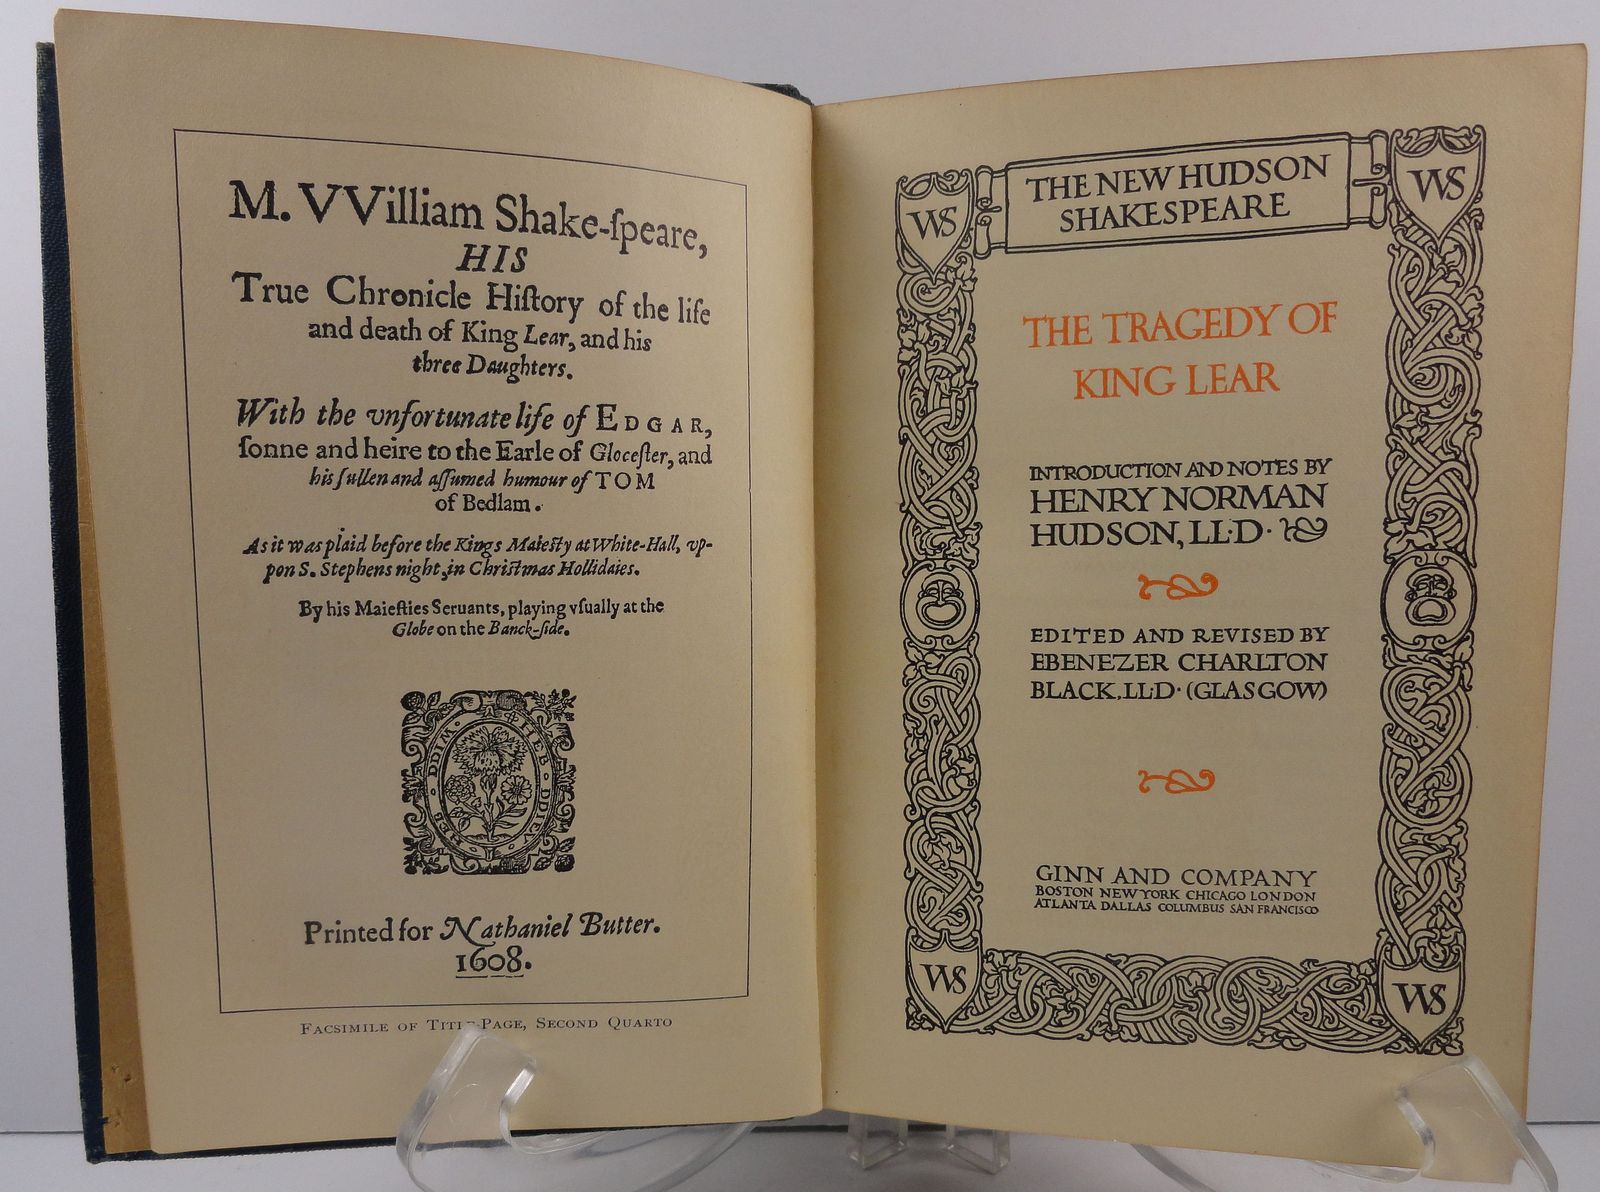 M. VVilliam Shake-ſpeare,
HIS
True Chronicle Hiſtory of the life
and death of King Lear, and his
three Daughters.
With the vnfortunate life of EDGAR,
ſonne and heire to the Earle of Gloceſter, and
his ſullen and aſſumed humour of TOM
of Bedlam.
As it was plaid before the Kings Maieſty at White-Hall, vp-
pon S. Stephens night, in Chriſtmas Hollidaies.
By his Maieſties Seruants, playing vſually at the
Globe on the Banck-ſide.
HEB DDIEV
HEB DDIM
Printed for Nathaniel Butter.
1608.
FACSIMILE OF TITLE-PAGE, SECOND QUARTO
WS
THE NEW HUDSON
SHAKESPEARE
WS
THE TRAGEDY OF
KING LEAR
INTRODUCTION AND NOTES BY
HENRY NORMAN
HUDSON, LL·D·
EDITED AND REVISED BY
EBENEZER CHARLTON
BLACK, LL·D· (GLASGOW)
GINN AND COMPANY
BOSTON NEW YORK CHICAGO LONDON
ATLANTA DALLAS COLUMBUS SAN FRANCISCO
WS
WS